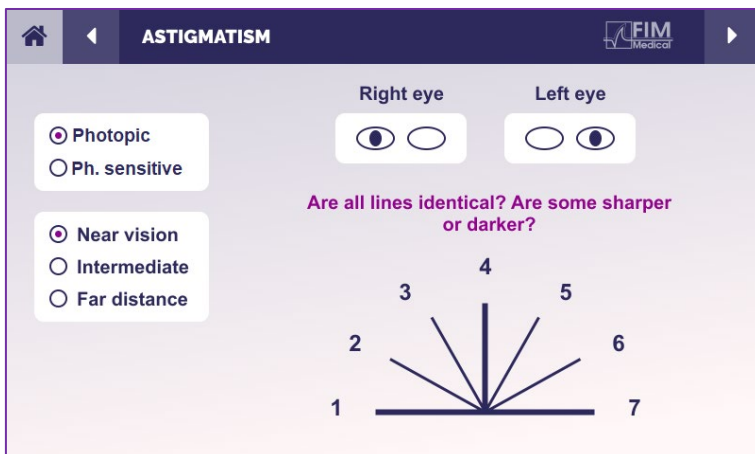 ASTIGMATISM
FIM
Medical
Right eye
Left eye
Photopic
Ph. sensitive
Near vision
Intermediate
Far distance
Are all lines identical? Are some sharper
or darker?
4
3
5
2
6
1
7